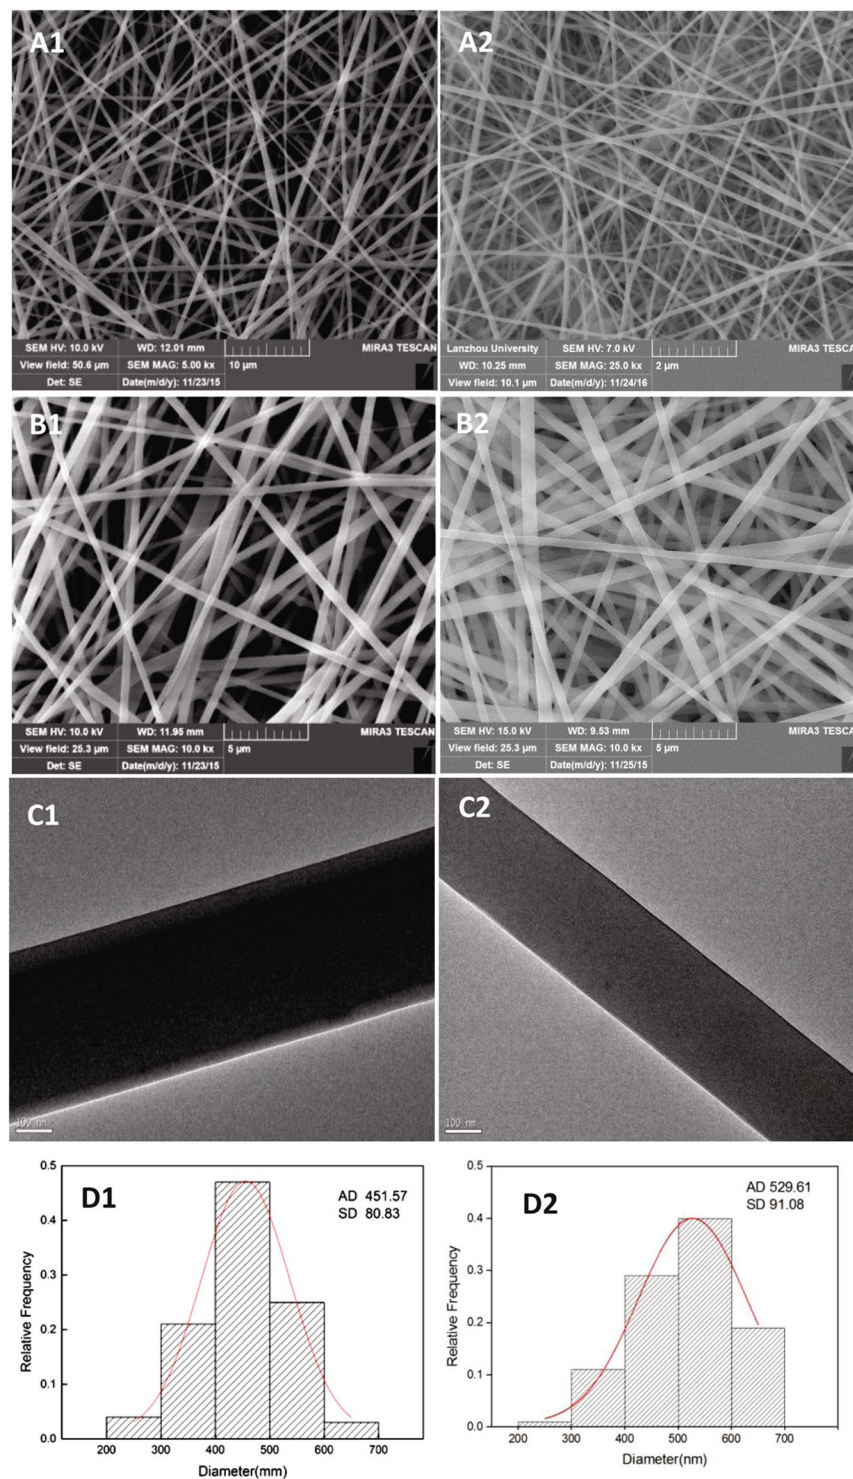 A1
SEM HV: 10.0 kV WD: 12.01 mm MIRA3 TESCAN
View field: 50.6 µm SEM MAG: 5.00 kx 10 µm
Det: SE Date(m/d/y): 11/23/15
A2
Lanzhou University SEM HV: 7.0 kV MIRA3 TESCAN
WD: 10.25 mm SEM MAG: 25.0 kx 2 µm
View field: 10.1 µm Date(m/d/y): 11/24/16
B1
SEM HV: 10.0 kV WD: 11.95 mm MIRA3 TESCAN
View field: 25.3 µm SEM MAG: 10.0 kx 5 µm
Det: SE Date(m/d/y): 11/23/15
B2
SEM HV: 15.0 kV WD: 9.53 mm MIRA3 TESCAN
View field: 25.3 µm SEM MAG: 10.0 kx 5 µm
Det: SE Date(m/d/y): 11/25/15
C1
100 nm
C2
100 nm
D1
AD 451.57
SD 80.83
Relative Frequency
0.5
0.4
0.3
0.2
0.1
0.0
200 300 400 500 600 700
Diameter(mm)
D2
AD 529.61
SD 91.08
Relative Frequency
0.5
0.4
0.3
0.2
0.1
0.0
200 300 400 500 600 700
Diameter(nm)